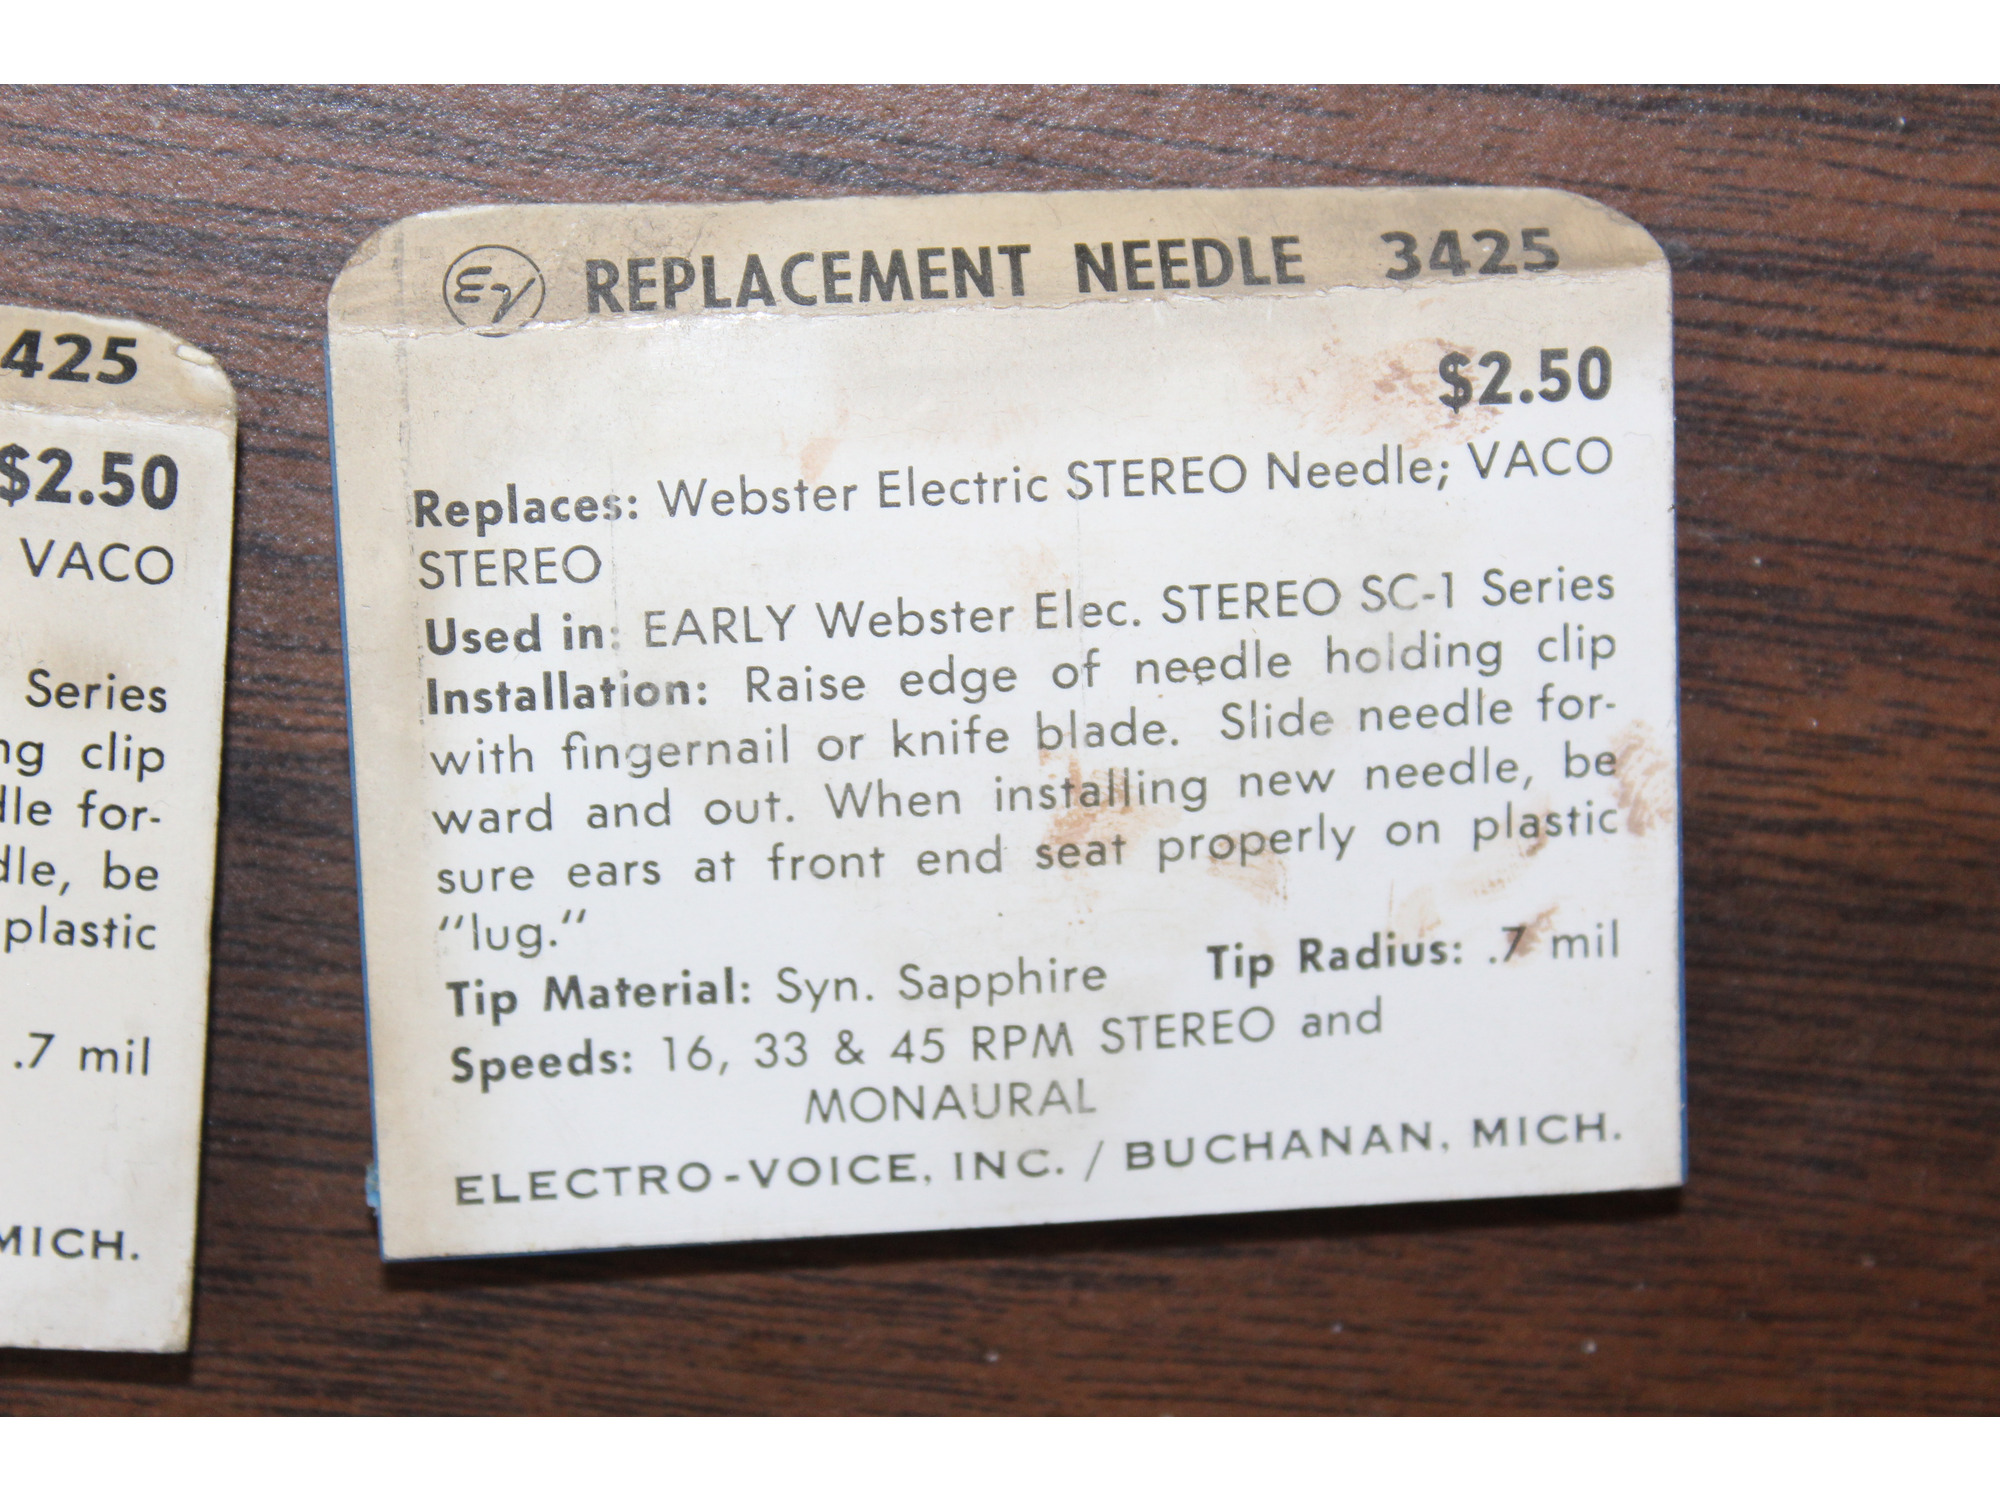 425
$2.50
VACO
Series
clip
for-
be
plastic
.7 mil
MICH.
EV REPLACEMENT NEEDLE 3425
$2.50
Replaces: Webster Electric STEREO Needle; VACO
STEREO
Used in: EARLY Webster Elec. STEREO SC-1 Series
Installation: Raise edge of needle holding clip
with fingernail or knife blade. Slide needle for-
ward and out. When installing new needle, be
sure ears at front end seat properly on plastic
"lug."
Tip Material: Syn. Sapphire Tip Radius: .7 mil
Speeds: 16, 33 & 45 RPM STEREO and
MONAURAL
ELECTRO-VOICE, INC. / BUCHANAN, MICH.